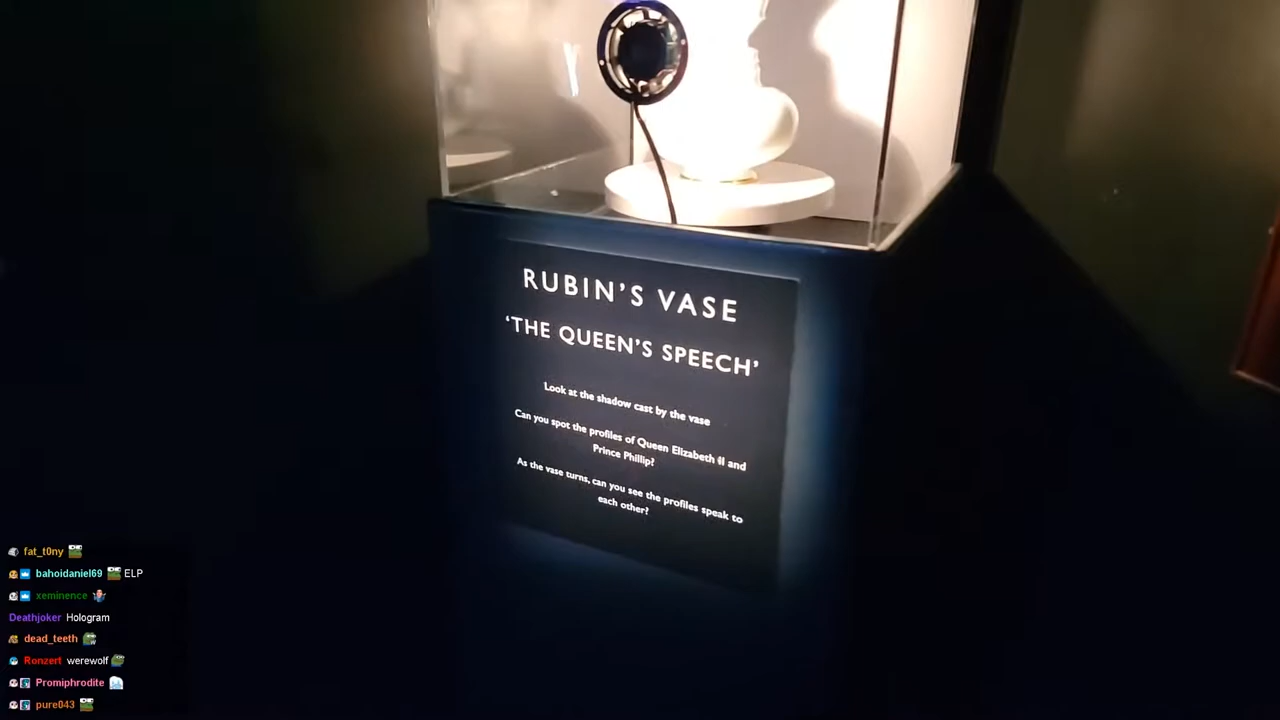 RUBIN'S VASE
'THE QUEEN'S SPEECH'
Look at the shadow cast by the vase
Can you spot the profiles of Queen Elizabeth II and
Prince Phillip?
As the vase turns, can you see the profiles speak to
each other?
fat_t0ny
bahoidaniel69 ELP
xeminence
Deathjoker Hologram
dead_teeth
Ronzert werewolf
Promiphrodite
pure043